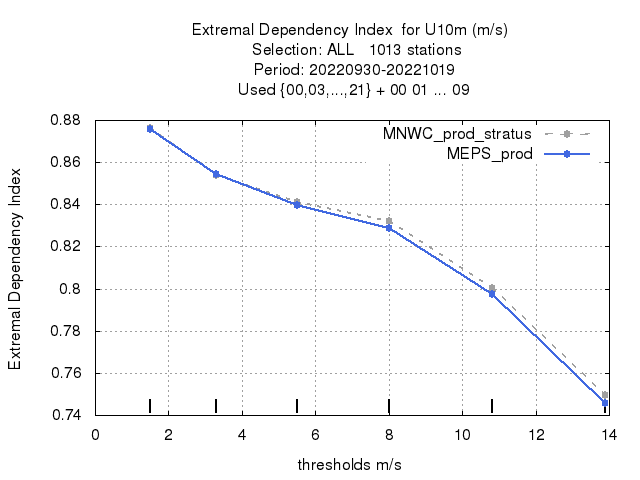 Extremal Dependency Index  for U10m (m/s)
Selection: ALL   1013 stations
Period: 20220930-20221019
Used {00,03,...,21} + 00 01 ... 09
MNWC_prod_stratus
MEPS_prod
Extremal Dependency Index
0.88
0.86
0.84
0.82
0.8
0.78
0.76
0.74
0 2 4 6 8 10 12 14
thresholds m/s